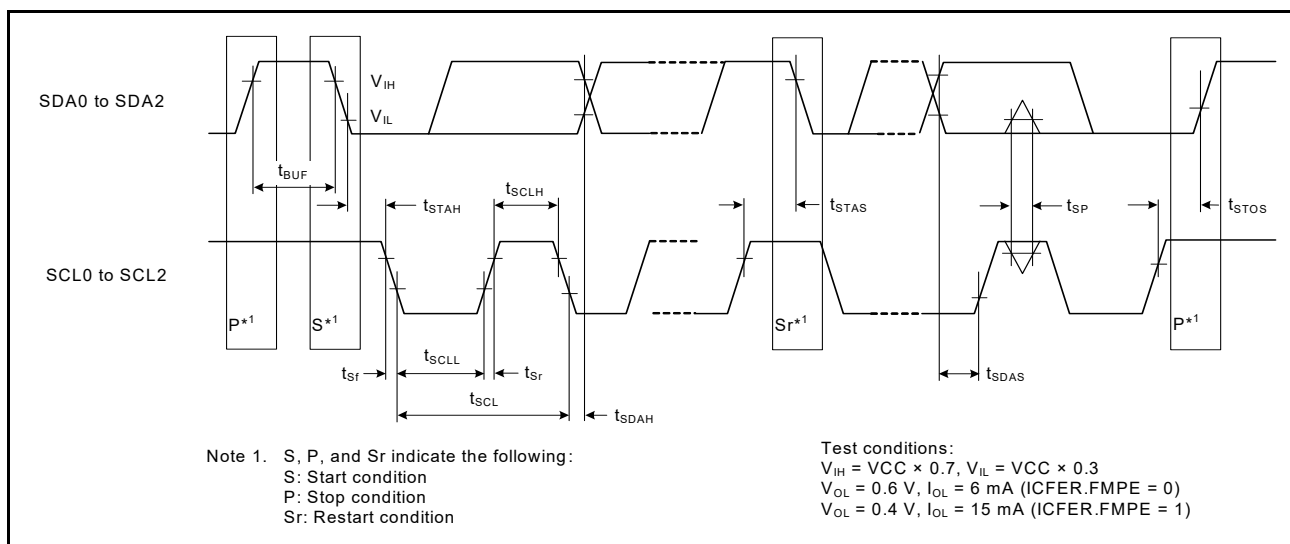 SDA0 to SDA2
V_IH
V_IL
t_BUF
t_STAH
t_SCLH
t_STAS
t_SP
t_STOS
SCL0 to SCL2
P*1
S*1
Sr*1
P*1
t_Sf
t_SCLL
t_Sr
t_SCL
t_SDAH
t_SDAS
Note 1. S, P, and Sr indicate the following:
S: Start condition
P: Stop condition
Sr: Restart condition
Test conditions:
V_IH = VCC × 0.7, V_IL = VCC × 0.3
V_OL = 0.6 V, I_OL = 6 mA (ICFER.FMPE = 0)
V_OL = 0.4 V, I_OL = 15 mA (ICFER.FMPE = 1)